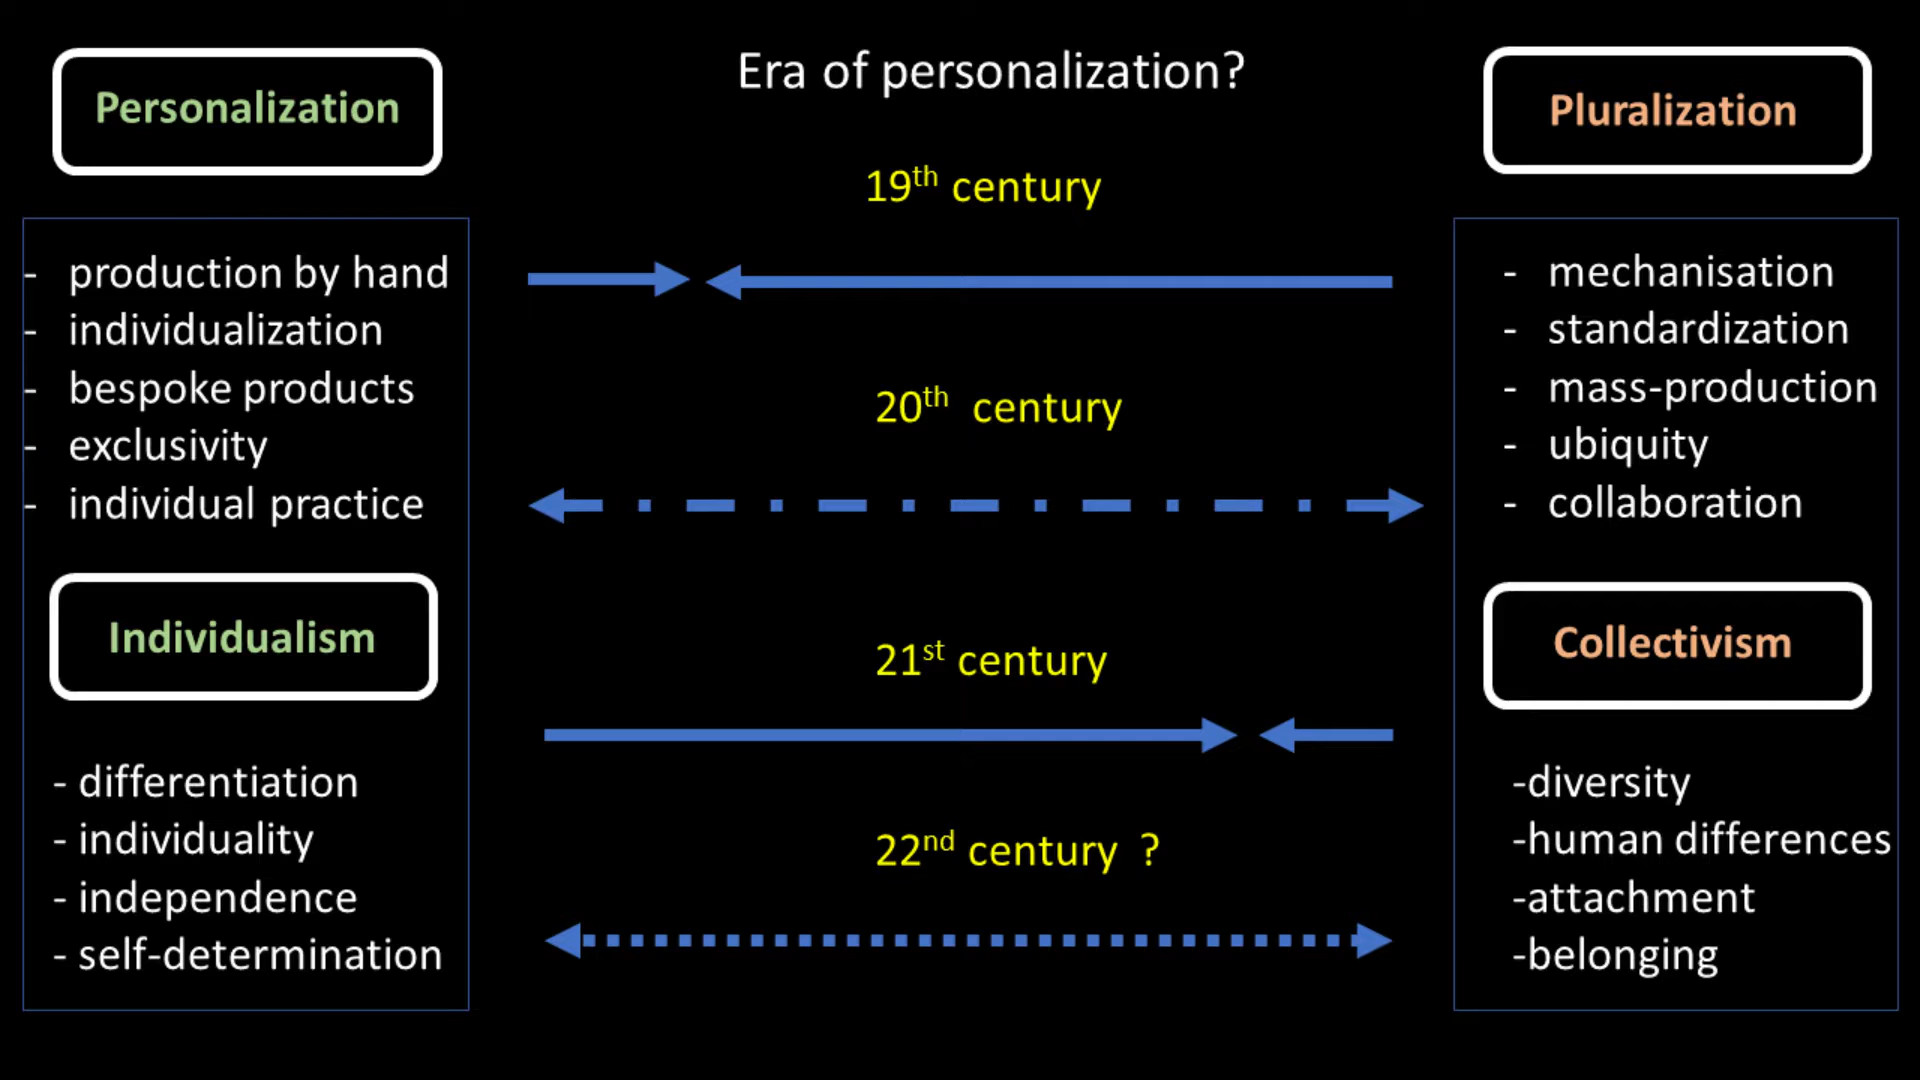 Era of personalization?
Personalization
- production by hand
- individualization
- bespoke products
- exclusivity
- individual practice
Individualism
- differentiation
- individuality
- independence
- self-determination
19th century
20th century
21st century
22nd century ?
Pluralization
- mechanisation
- standardization
- mass-production
- ubiquity
- collaboration
Collectivism
-diversity
-human differences
-attachment
-belonging